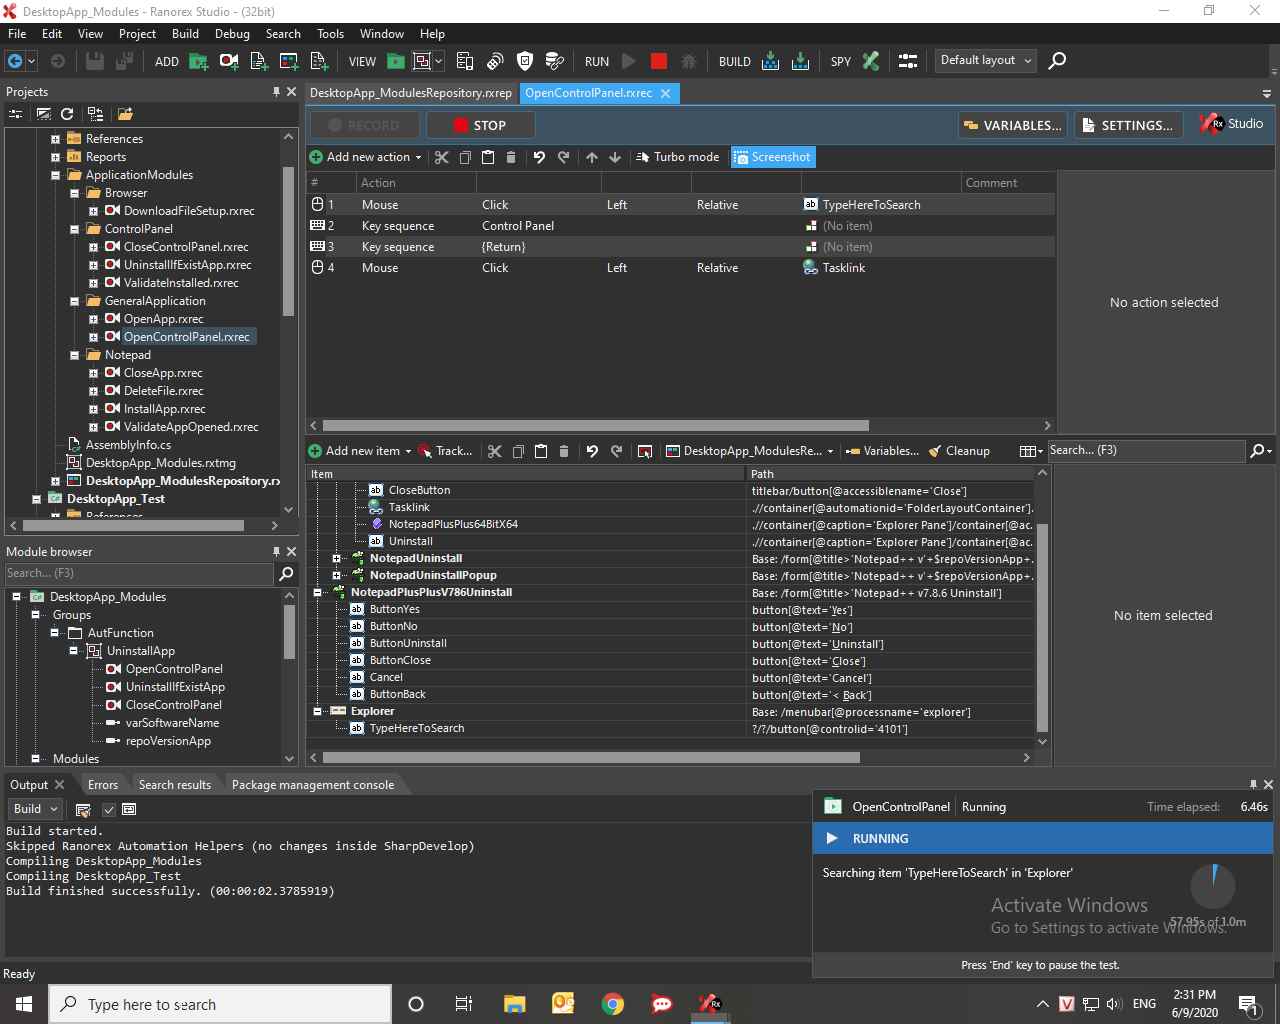 DesktopApp_Modules - Ranorex Studio - (32bit)
File Edit View Project Build Debug Search Tools Window Help
ADD VIEW RUN BUILD SPY Default layout
Projects
References
Reports
ApplicationModules
Browser
DownloadFileSetup.rxrec
ControlPanel
CloseControlPanel.rxrec
UninstallIfExistApp.rxrec
ValidateInstalled.rxrec
GeneralApplication
OpenApp.rxrec
OpenControlPanel.rxrec
Notepad
CloseApp.rxrec
DeleteFile.rxrec
InstallApp.rxrec
ValidateAppOpened.rxrec
AssemblyInfo.cs
DesktopApp_Modules.rxtmg
DesktopApp_ModulesRepository.rx
DesktopApp_Test
References
Module browser
Search... (F3)
DesktopApp_Modules
Groups
AutFunction
UninstallApp
OpenControlPanel
UninstallIfExistApp
CloseControlPanel
varSoftwareName
repoVersionApp
Modules
DesktopApp_ModulesRepository.rxrep OpenControlPanel.rxrec
RECORD STOP VARIABLES... SETTINGS... Rx Studio
Add new action Turbo mode Screenshot
# Action Comment
1 Mouse Click Left Relative ab TypeHereToSearch
2 Key sequence Control Panel (No item)
3 Key sequence {Return} (No item)
4 Mouse Click Left Relative Tasklink
No action selected
Add new item Track... DesktopApp_ModulesRe... Variables... Cleanup Search... (F3)
Item Path
ab CloseButton titlebar/button[@accessiblename='Close']
Tasklink .//container[@automationid='FolderLayoutContainer'].
NotepadPlusPlus64BitX64 .//container[@caption='Explorer Pane']/container[@ac.
ab Uninstall .//container[@caption='Explorer Pane']/container[@ac.
NotepadUninstall Base: /form[@title>'Notepad++ v'+$repoVersionApp+.
NotepadUninstallPopup Base: /form[@title>'Notepad++ v'+$repoVersionApp+.
NotepadPlusPlusV786Uninstall Base: /form[@title>'Notepad++ v7.8.6 Uninstall']
ab ButtonYes button[@text='Yes']
ab ButtonNo button[@text='No']
ab ButtonUninstall button[@text='Uninstall']
ab ButtonClose button[@text='Close']
ab Cancel button[@text='Cancel']
ab ButtonBack button[@text='< Back']
Explorer Base: /menubar[@processname='explorer']
ab TypeHereToSearch ?/?/button[@controlid='4101']
No item selected
Output Errors Search results Package management console
Build
Build started.
Skipped Ranorex Automation Helpers (no changes inside SharpDevelop)
Compiling DesktopApp_Modules
Compiling DesktopApp_Test
Build finished successfully. (00:00:02.3785919)
OpenControlPanel Running Time elapsed: 6.46s
RUNNING
Searching item 'TypeHereToSearch' in 'Explorer'
57.95s of 1.0m
Activate Windows
Go to Settings to activate Windows.
Press 'End' key to pause the test.
Ready
Type here to search
Rx
V ENG 2:31 PM
6/9/2020
1